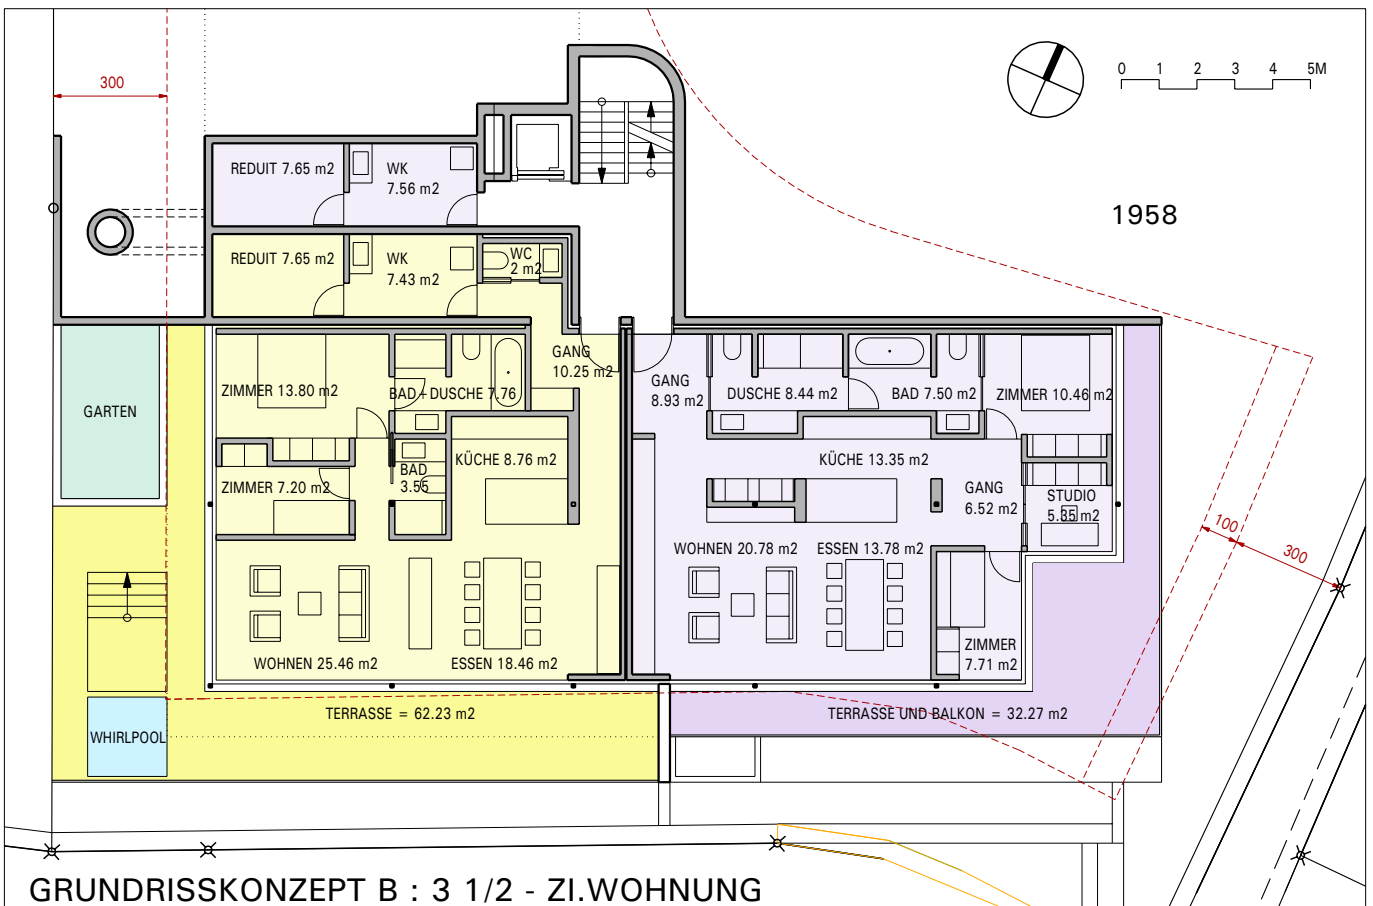 300
0 1 2 3 4 5M
REDUIT 7.65 m2
WK
7.56 m2
1958
REDUIT 7.65 m2
WK
7.43 m2
WC
2 m2
GANG
10.25 m2
GANG
8.93 m2
ZIMMER 13.80 m2
BAD+DUSCHE 7.76
DUSCHE 8.44 m2
BAD 7.50 m2
ZIMMER 10.46 m2
GARTEN
KÜCHE 8.76 m2
KÜCHE 13.35 m2
BAD
3.55
ZIMMER 7.20 m2
GANG
6.52 m2
STUDIO
5.35 m2
100
300
WOHNEN 20.78 m2
ESSEN 13.78 m2
ZIMMER
7.71 m2
WOHNEN 25.46 m2
ESSEN 18.46 m2
TERRASSE = 62.23 m2
TERRASSE UND BALKON = 32.27 m2
WHIRLPOOL
GRUNDRISSKONZEPT B : 3 1/2 - ZI.WOHNUNG